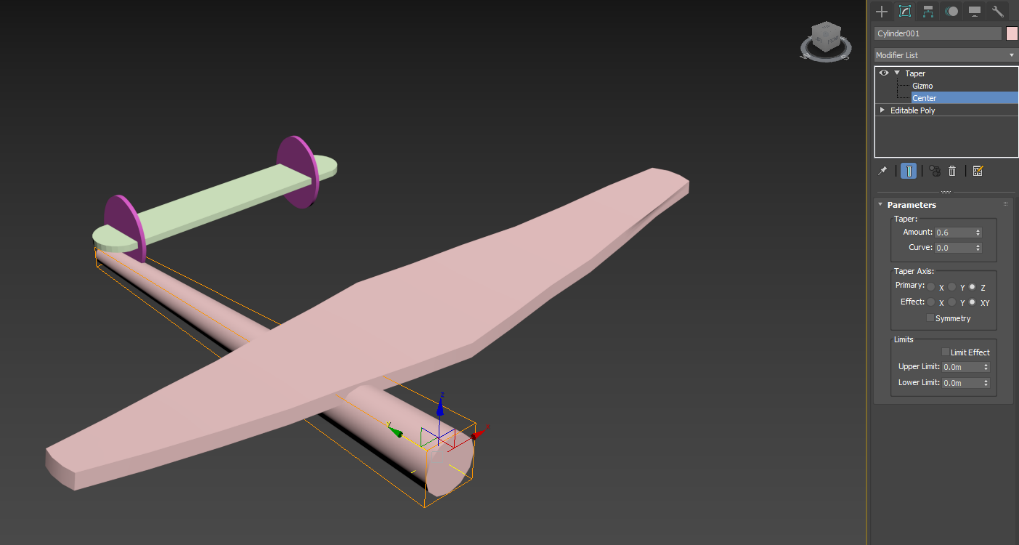 Cylinder001
Modifier List
Taper
Gizmo
Center
Editable Poly
Parameters
Taper:
Amount: 0.6
Curve: 0.0
Taper Axis:
Primary: X Y Z
Effect: X Y XY
Symmetry
Limits
Limit Effect
Upper Limit: 0.0m
Lower Limit: 0.0m